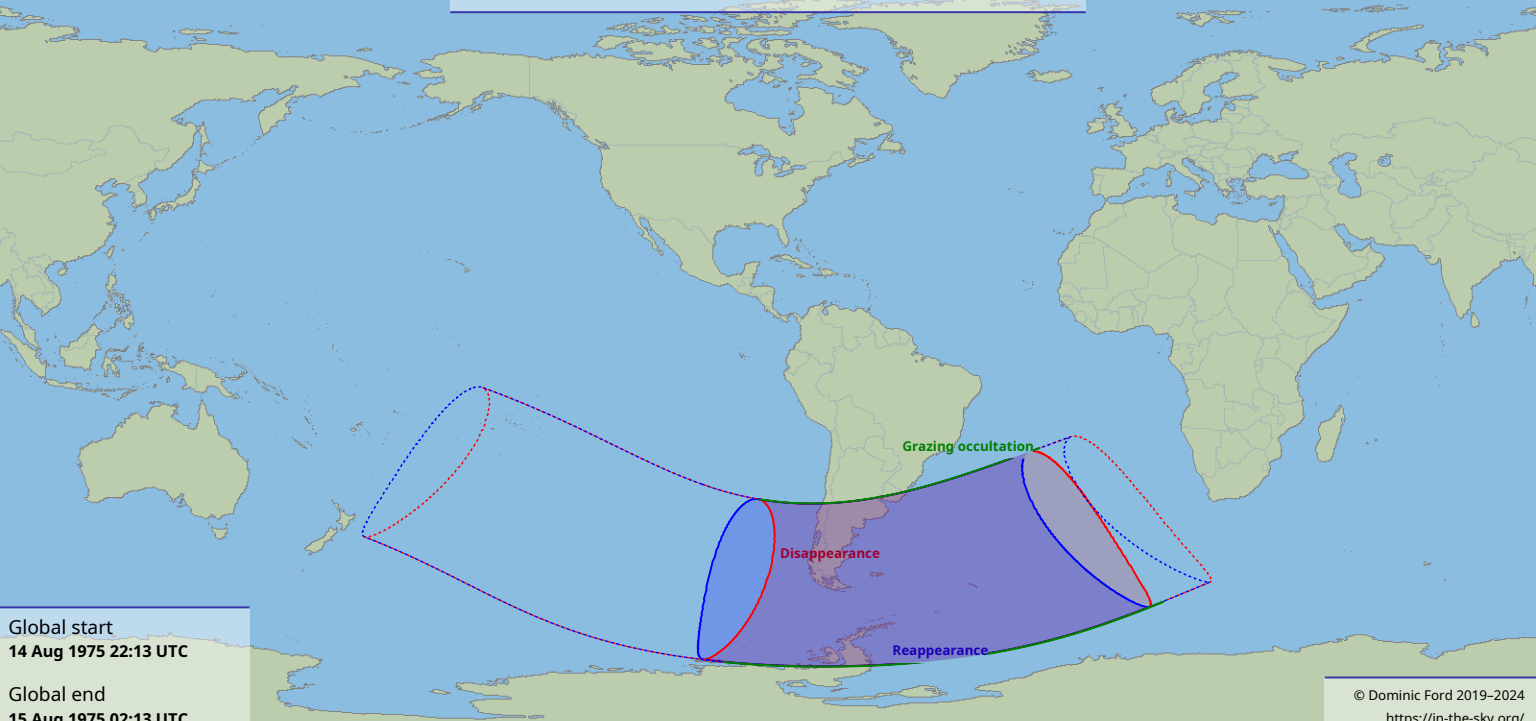 Grazing occultation
Disappearance
Reappearance
Global start
14 Aug 1975 22:13 UTC
Global end
15 Aug 1975 02:13 UTC
© Dominic Ford 2019–2024
https://in-the-sky.org/